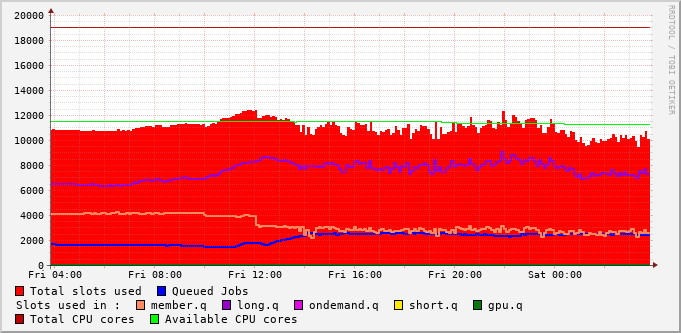 20000
18000
16000
14000
12000
10000
8000
6000
4000
2000
0
Fri 04:00 Fri 08:00 Fri 12:00 Fri 16:00 Fri 20:00 Sat 00:00
Total slots used Queued Jobs
Slots used in : member.q long.q ondemand.q short.q gpu.q
Total CPU cores Available CPU cores
RRDTOOL / TOBI OETIKER